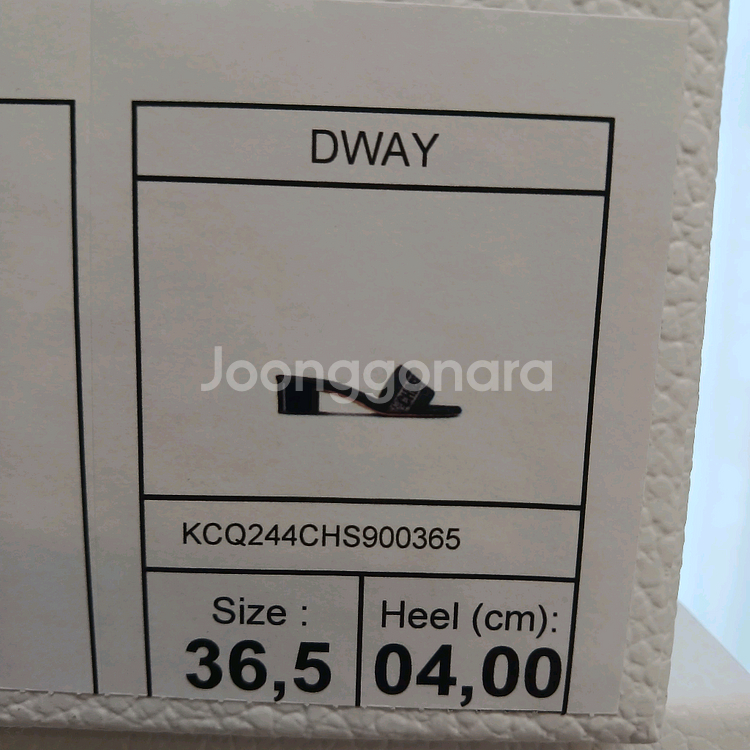 DWAY
Joonggonara
KCQ244CHS900365
Size :
36,5
Heel (cm):
04,00